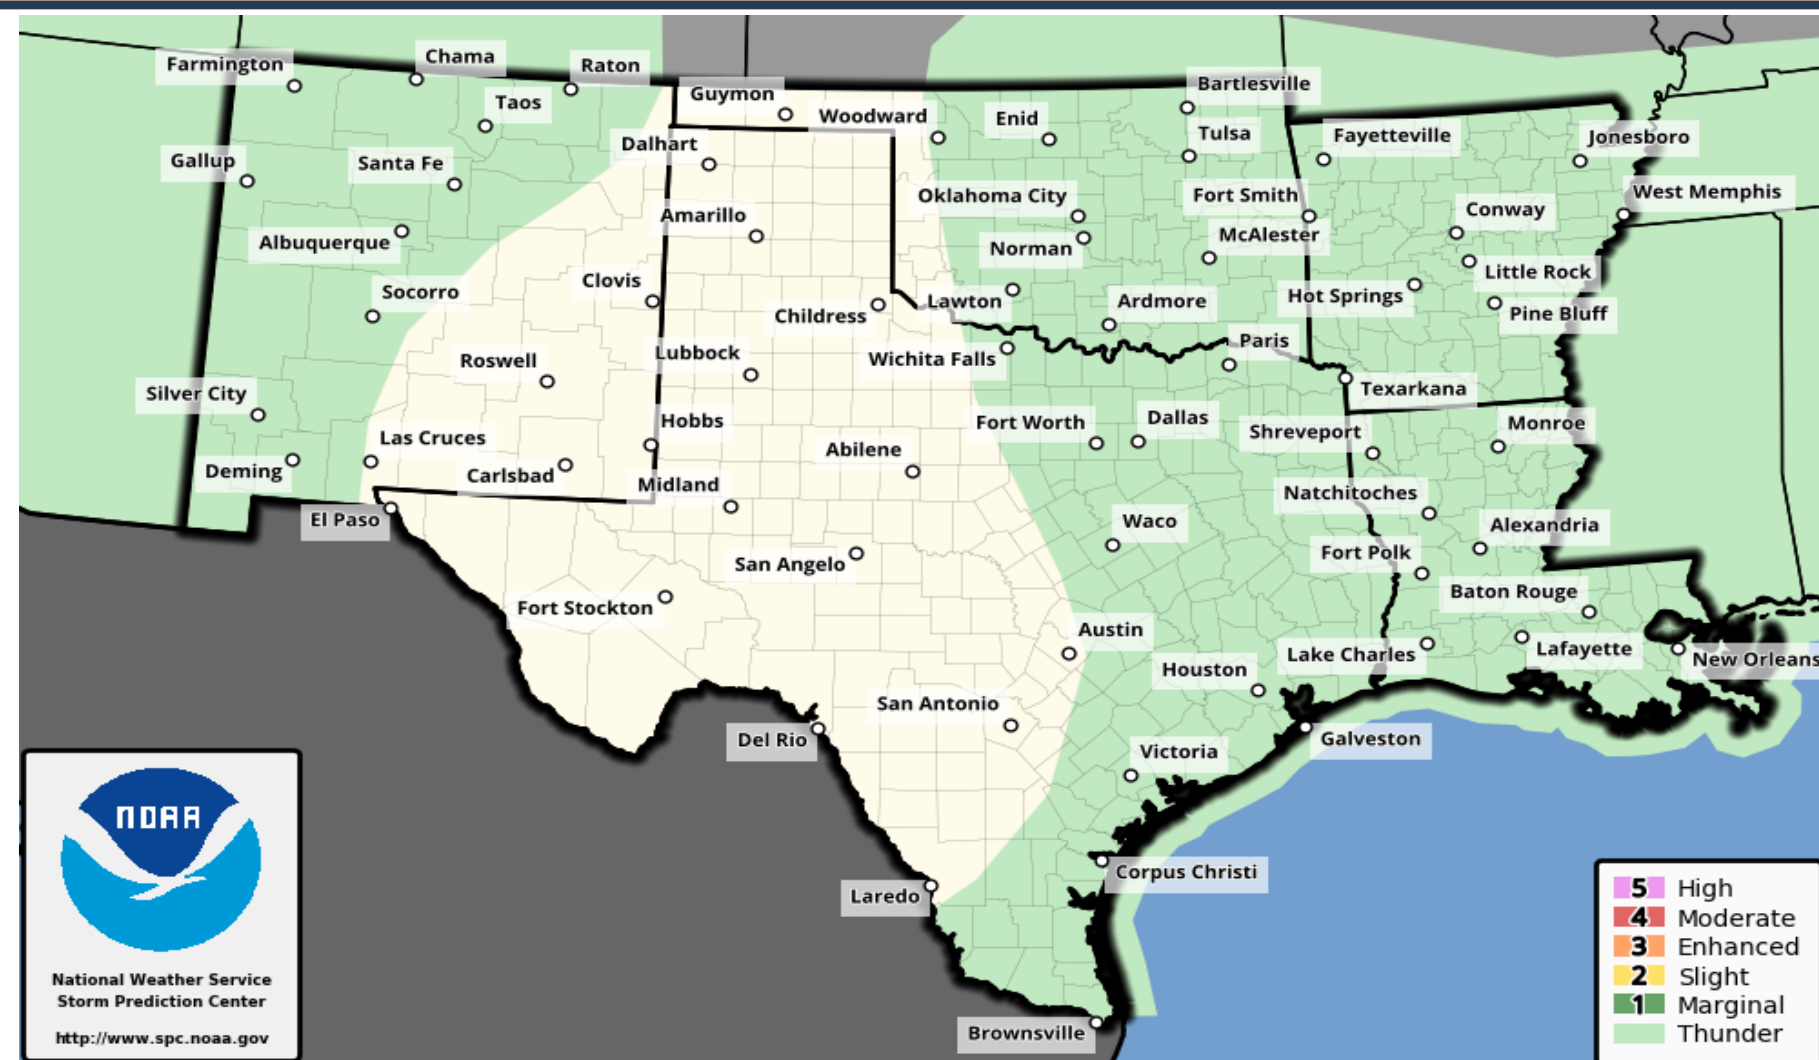 Farmington
Chama
Raton
Taos
Guymon
Woodward
Enid
Bartlesville
Tulsa
Fayetteville
Jonesboro
Dalhart
Gallup
Santa Fe
Oklahoma City
Fort Smith
Conway
West Memphis
Amarillo
Albuquerque
Norman
McAlester
Little Rock
Socorro
Clovis
Childress
Lawton
Ardmore
Hot Springs
Pine Bluff
Roswell
Lubbock
Wichita Falls
Paris
Texarkana
Silver City
Las Cruces
Hobbs
Fort Worth
Dallas
Shreveport
Monroe
Deming
Carlsbad
Midland
Abilene
Natchitoches
El Paso
Waco
Alexandria
San Angelo
Fort Polk
Fort Stockton
Baton Rouge
Austin
Houston
Lake Charles
Lafayette
New Orleans
San Antonio
Del Rio
Victoria
Galveston
Laredo
Corpus Christi
Brownsville
NOAA
National Weather Service
Storm Prediction Center
http://www.spc.noaa.gov
5 High
4 Moderate
3 Enhanced
2 Slight
1 Marginal
Thunder